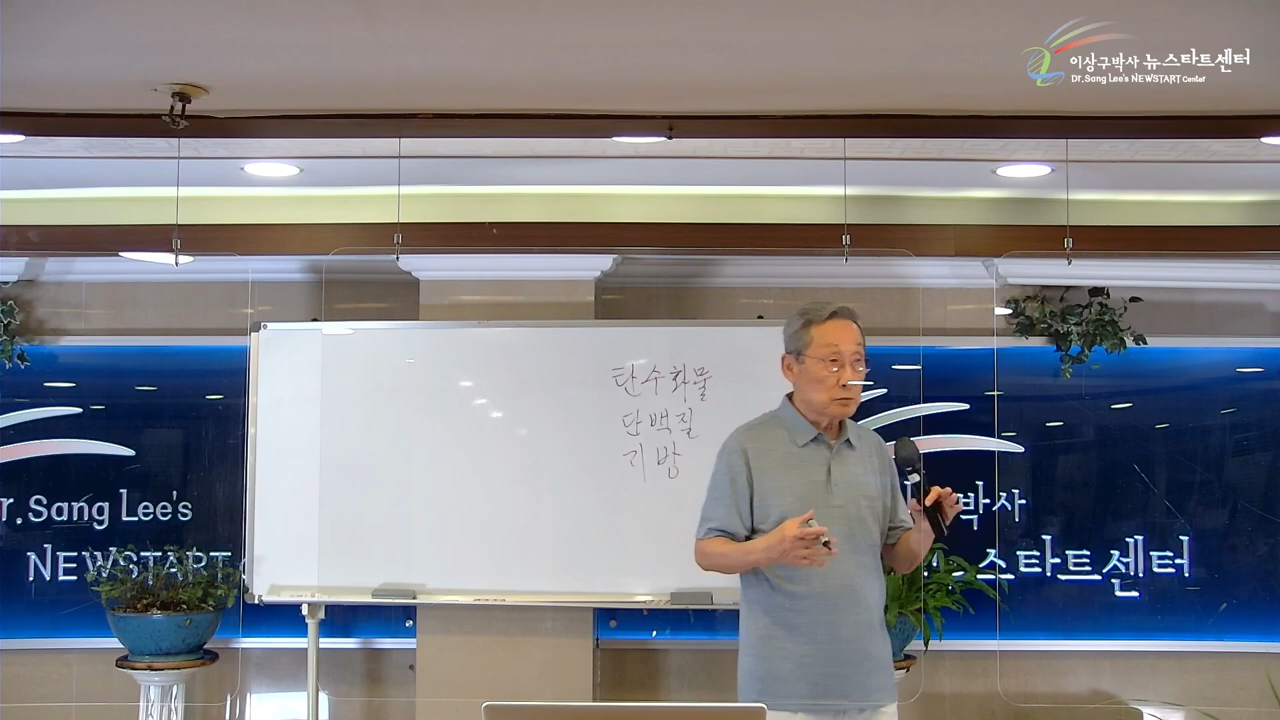 이상구박사 뉴스타트센터
Dr. Sang Lee's NEWSTART Center
탄수화물
단백질
지방
r. Sang Lee's
NEWSTART
박사
스타트센터